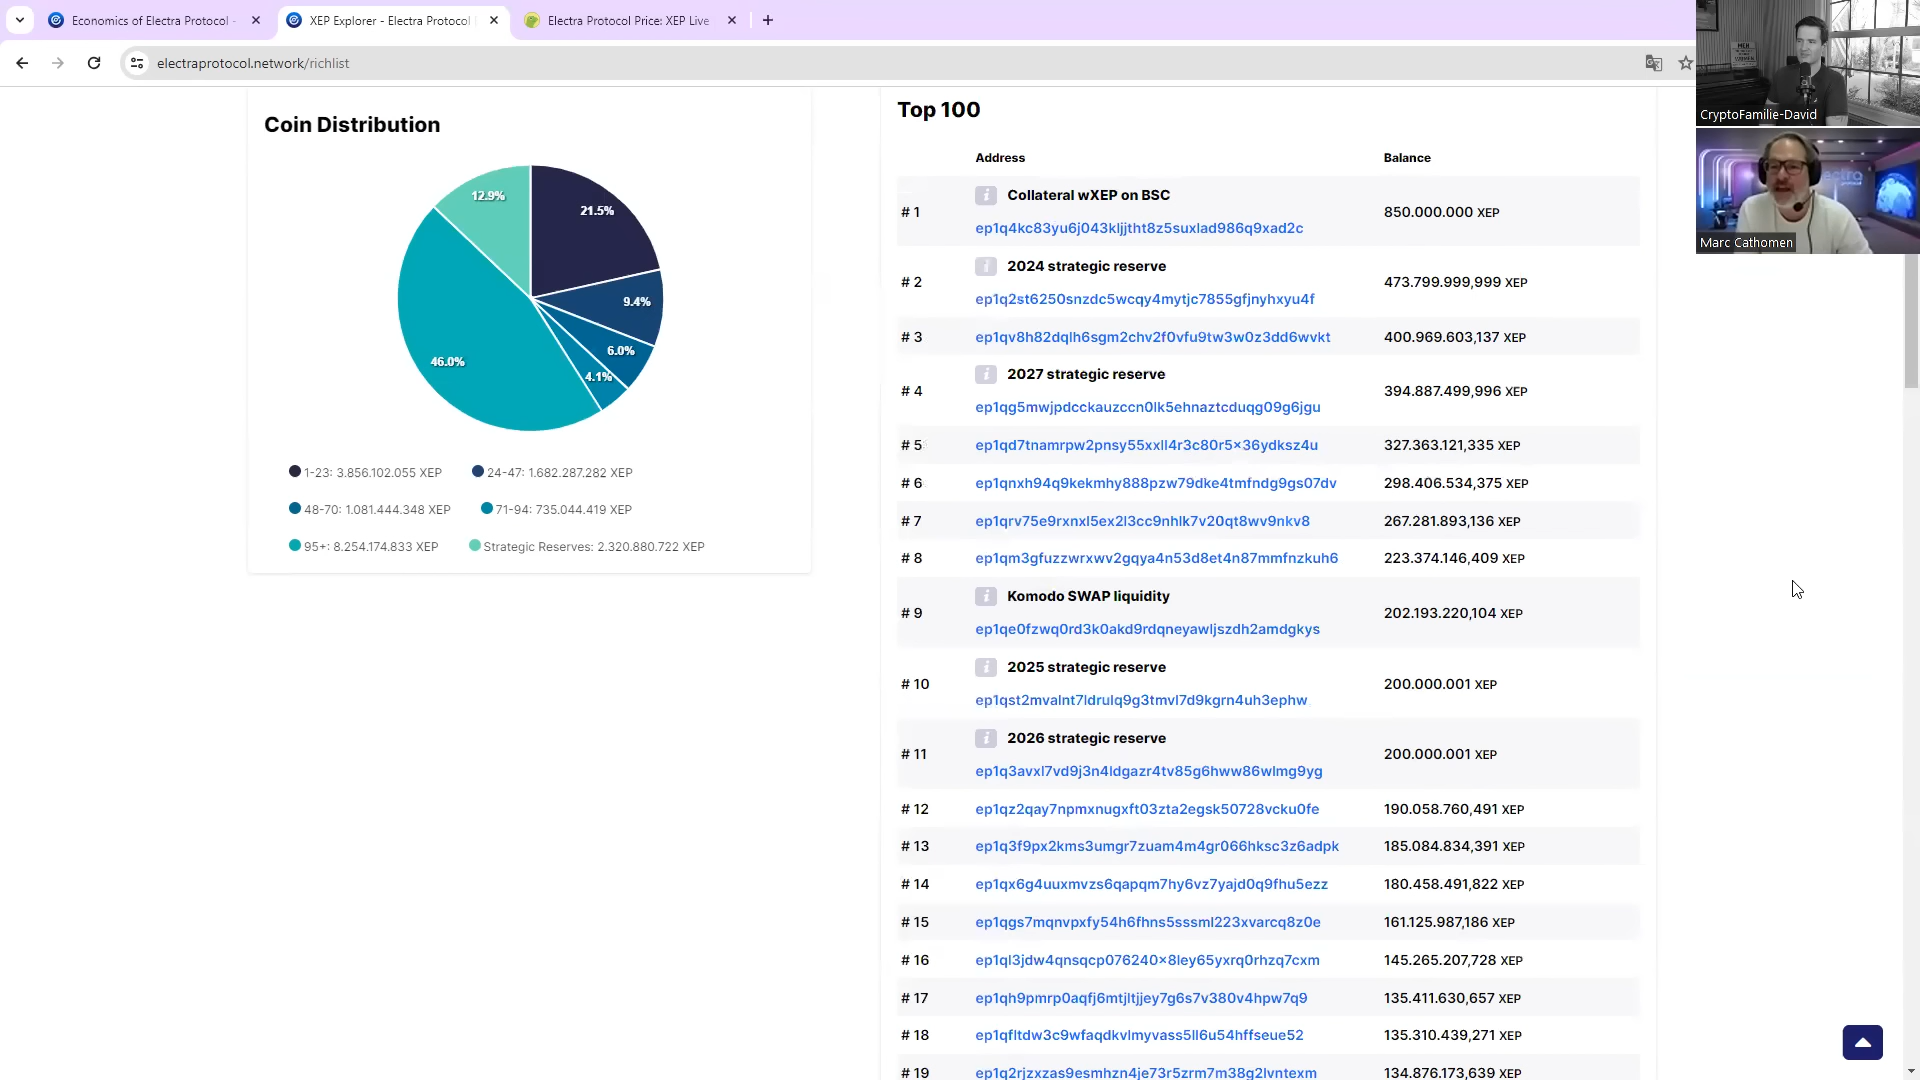 Economics of Electra Protocol -
XEP Explorer - Electra Protocol
Electra Protocol Price: XEP Live
electraprotocol.network/richlist
CryptoFamilie-David
Marc Cathomen
Coin Distribution
12.9%
21.5%
9.4%
6.0%
4.1%
46.0%
1-23: 3.856.102.055 XEP
24-47: 1.682.287.282 XEP
48-70: 1.081.444.348 XEP
71-94: 735.044.419 XEP
95+: 8.254.174.833 XEP
Strategic Reserves: 2.320.880.722 XEP
Top 100
Address Balance
# 1 Collateral wXEP on BSC
ep1q4kc83yu6j043kljjtht8z5suxlad986q9xad2c 850.000.000 XEP
# 2 2024 strategic reserve
ep1q2st6250snzdc5wcqy4mytjc7855gfjnyhxyu4f 473.799.999,999 XEP
# 3 ep1qv8h82dqlh6sgm2chv2f0vfu9tw3w0z3dd6wvkt 400.969.603,137 XEP
# 4 2027 strategic reserve
ep1qg5mwjpdcckauzccn0lk5ehnaztcduqg09g6jgu 394.887.499,996 XEP
# 5 ep1qd7tnamrpw2pnsy55xxll4r3c80r5×36ydksz4u 327.363.121,335 XEP
# 6 ep1qnxh94q9kekmhy888pzw79dke4tmfndg9gs07dv 298.406.534,375 XEP
# 7 ep1qrv75e9rxnxl5ex2l3cc9nhlk7v20qt8wv9nkv8 267.281.893,136 XEP
# 8 ep1qm3gfuzzwrxwv2gqya4n53d8et4n87mmfnzkuh6 223.374.146,409 XEP
# 9 Komodo SWAP liquidity
ep1qe0fzwq0rd3k0akd9rdqneyawljszdh2amdgkys 202.193.220,104 XEP
# 10 2025 strategic reserve
ep1qst2mvalnt7ldrulq9g3tmvl7d9kgrn4uh3ephw 200.000.001 XEP
# 11 2026 strategic reserve
ep1q3avxl7vd9j3n4ldgazr4tv85g6hww86wlmg9yg 200.000.001 XEP
# 12 ep1qz2qay7npmxnugxft03zta2egsk50728vcku0fe 190.058.760,491 XEP
# 13 ep1q3f9px2kms3umgr7zuam4m4gr066hksc3z6adpk 185.084.834,391 XEP
# 14 ep1qx6g4uuxmvzs6qapqm7hy6vz7yajd0q9fhu5ezz 180.458.491,822 XEP
# 15 ep1qgs7mqnvpxfy54h6fhns5sssml223xvarcq8z0e 161.125.987,186 XEP
# 16 ep1ql3jdw4qnsqcp076240×8ley65yxrq0rhzq7cxm 145.265.207,728 XEP
# 17 ep1qh9pmrp0aqfj6mtjltjjey7g6s7v380v4hpw7q9 135.411.630,657 XEP
# 18 ep1qfltdw3c9wfaqdkvlmyvass5ll6u54hffseue52 135.310.439,271 XEP
# 19 ep1q2rjzxzas9esmhzn4je73r5zrm7m38g2lvntexm 134.876.173,639 XEP